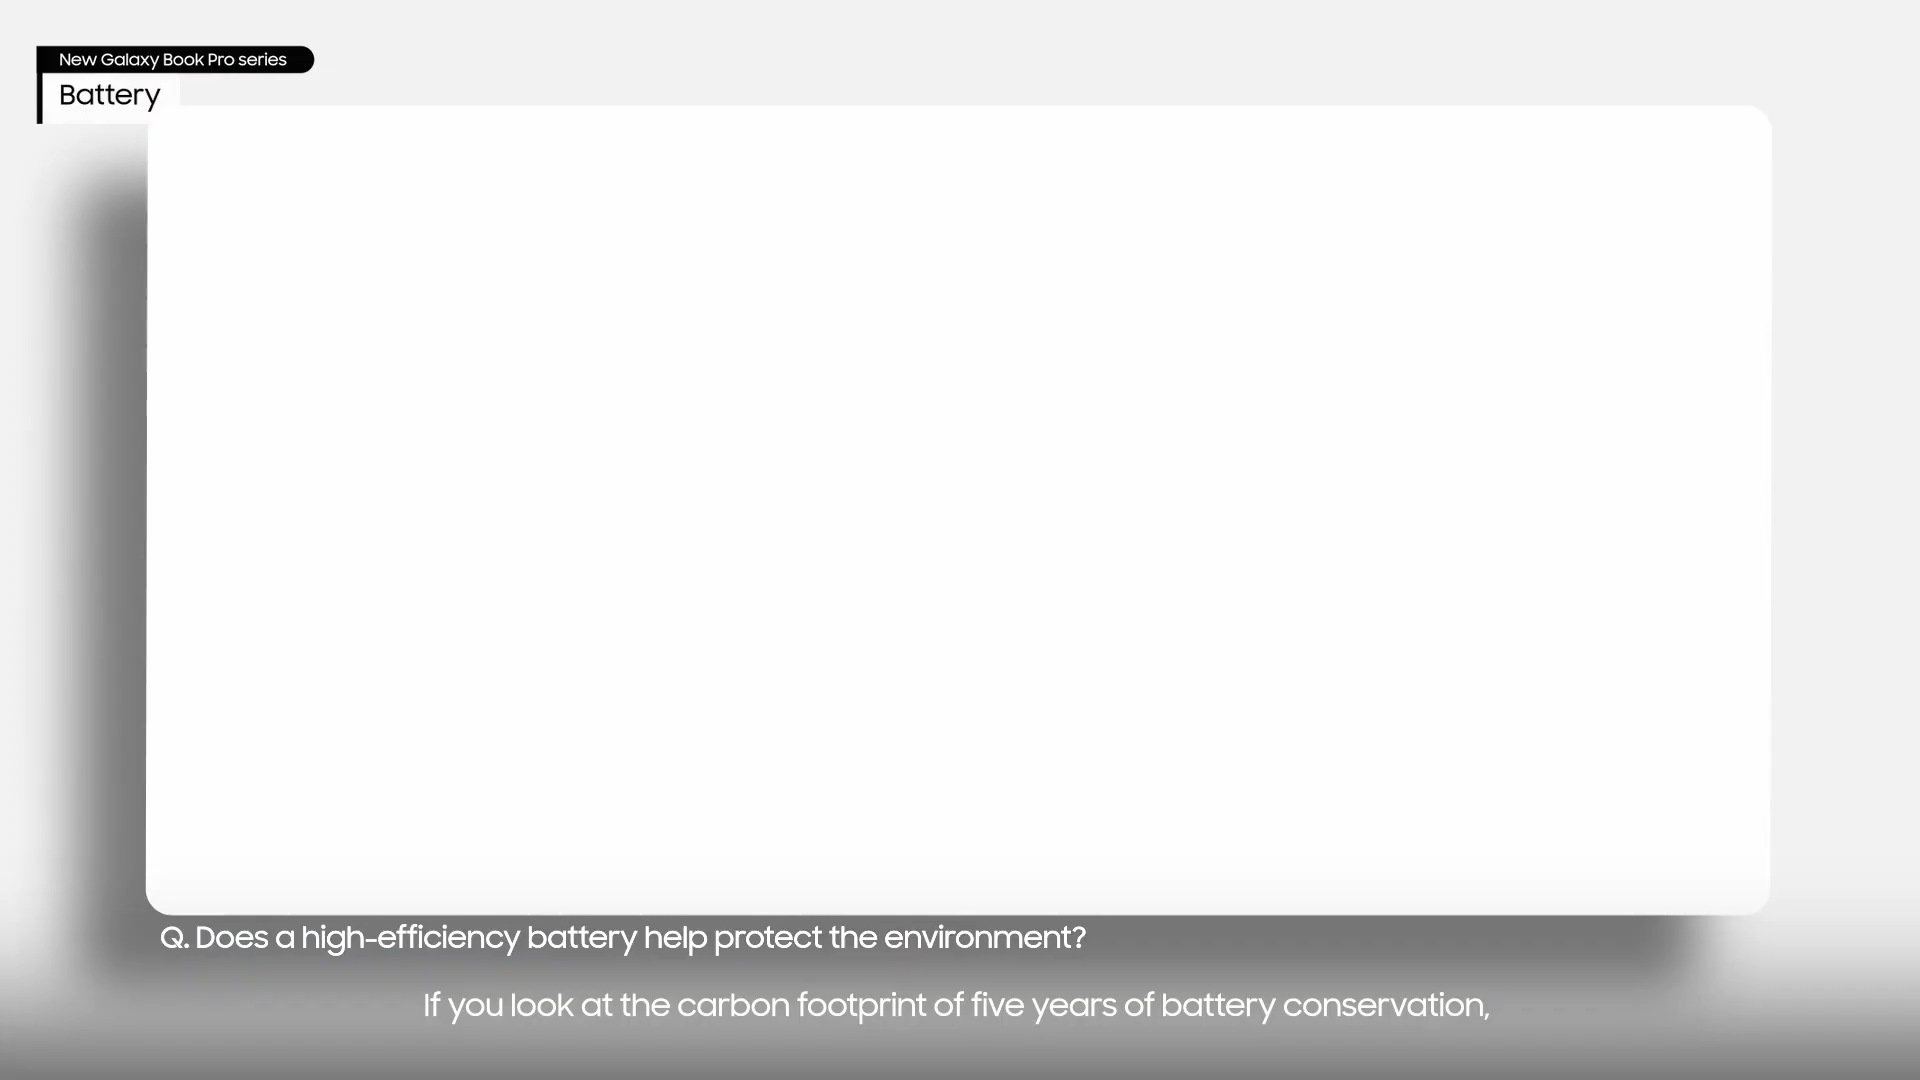 New Galaxy Book Pro series
Battery
Q. Does a high-efficiency battery help protect the environment?
If you look at the carbon footprint of five years of battery conservation,